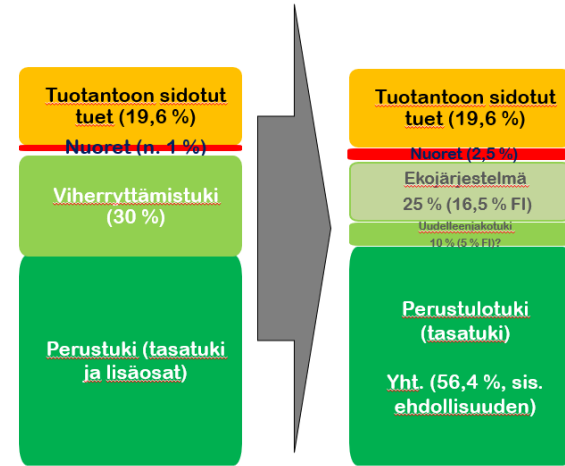 Tuotantoon sidotut
tuet (19,6 %)
Nuoret (n. 1 %)
Viherryttämistuki
(30 %)
Perustuki (tasatuki
ja lisäosat)
Tuotantoon sidotut
tuet (19,6 %)
Nuoret (2,5 %)
Ekojärjestelmä
25 % (16,5 % FI)
Uudelleenjakotuki
10 % (5 % FI)?
Perustulotuki
(tasatuki)
Yht. (56,4 %, sis.
ehdollisuuden)